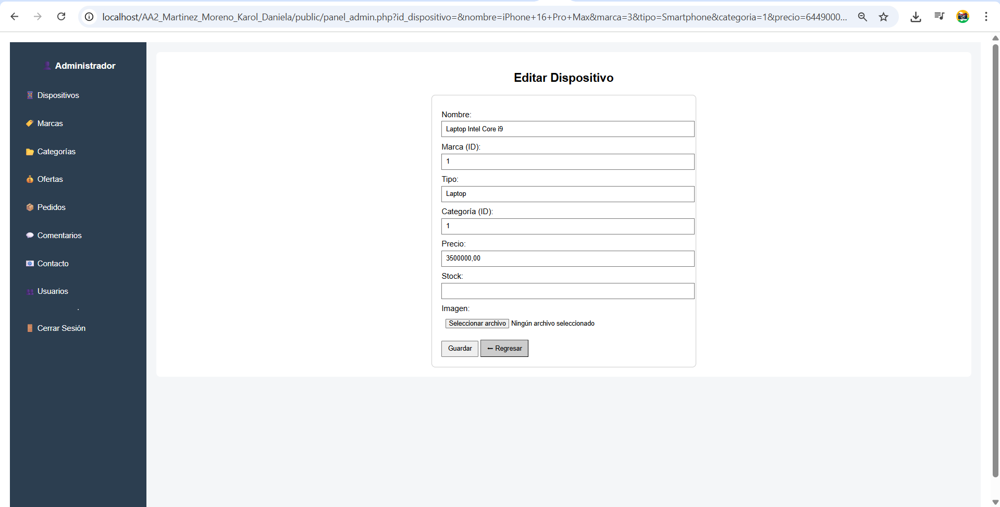 localhost/AA2_Martinez_Moreno_Karol_Daniela/public/panel_admin.php?id_dispositivo=&nombre=iPhone+16+Pro+Max&marca=3&tipo=Smartphone&categoria=1&precio=6449000...
Administrador
Dispositivos
Marcas
Categorías
Ofertas
Pedidos
Comentarios
Contacto
Usuarios
.
Cerrar Sesión
Editar Dispositivo
Nombre:
Laptop Intel Core i9
Marca (ID):
1
Tipo:
Laptop
Categoría (ID):
1
Precio:
3500000,00
Stock:
Imagen:
Seleccionar archivo Ningún archivo seleccionado
Guardar ← Regresar